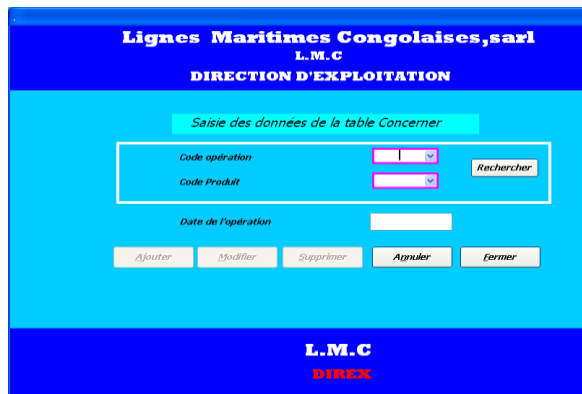 Lignes Maritimes Congolaises,sarl
L.M.C
DIRECTION D'EXPLOITATION
Saisie des données de la table Concerner
Code opération
Rechercher
Code Produit
Date de l'opération
Ajouter Modifier Supprimer Annuler Fermer
L.M.C
DIREX